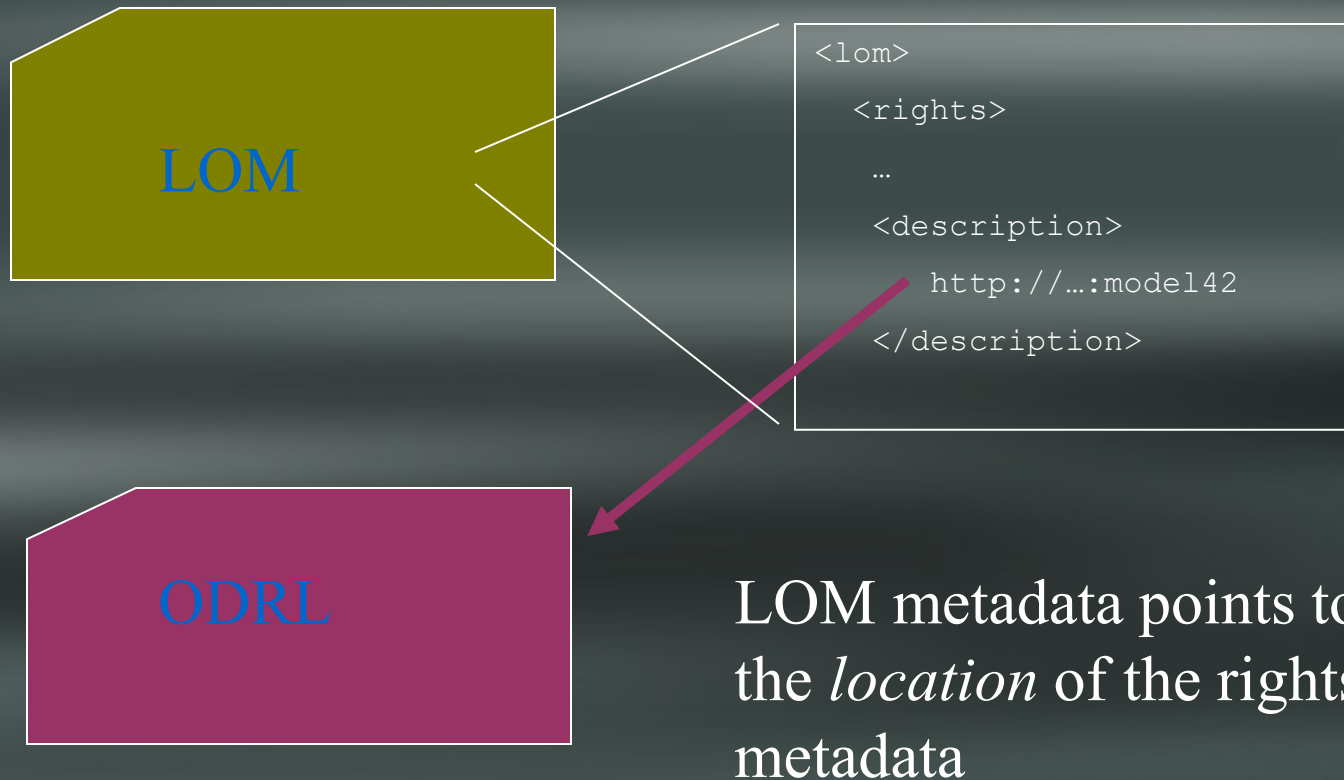 LOM
<lom>
<rights>
…
<description>
http://…:model42
</description>
ODRL
LOM metadata points to
the location of the rights
metadata